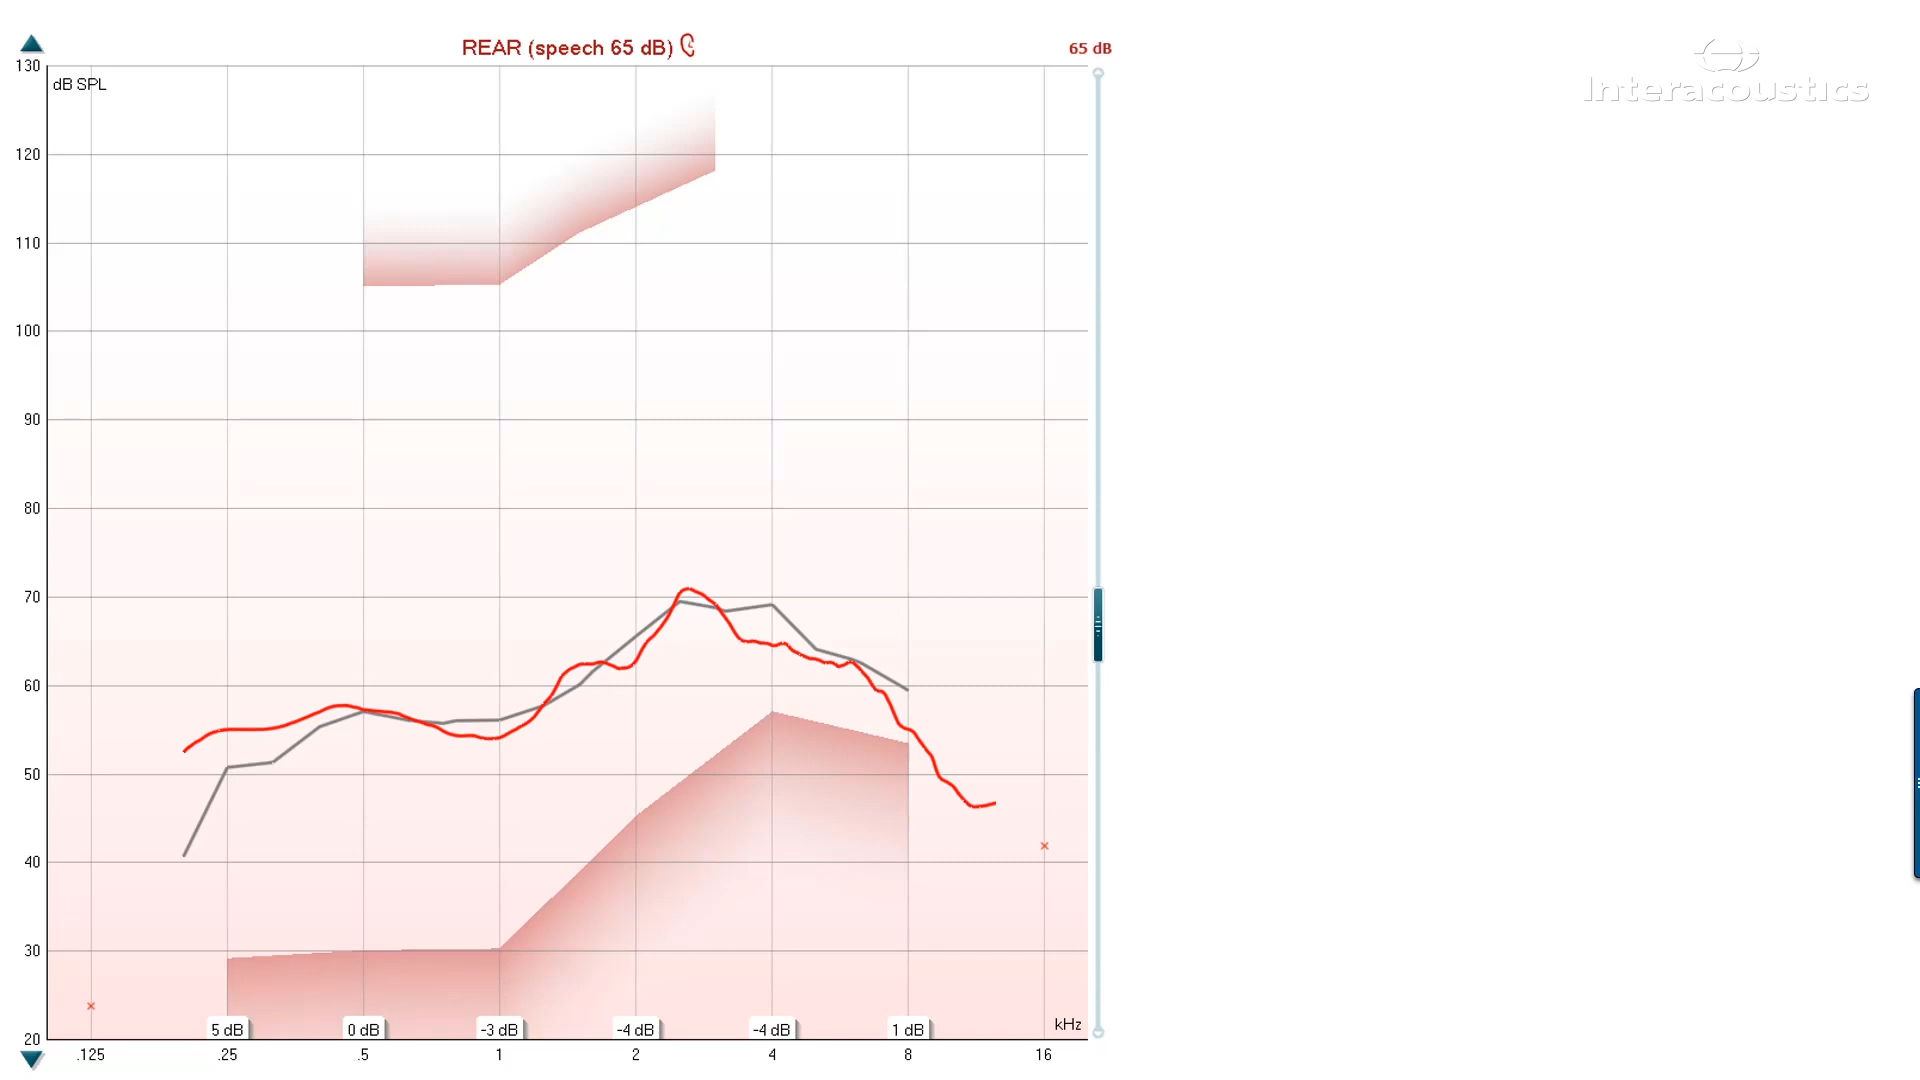 REAR (speech 65 dB)
65 dB
Interacoustics
dB SPL
130
120
110
100
90
80
70
60
50
40
30
20
5 dB
0 dB
-3 dB
-4 dB
-4 dB
1 dB
kHz
.125
.25
.5
1
2
4
8
16